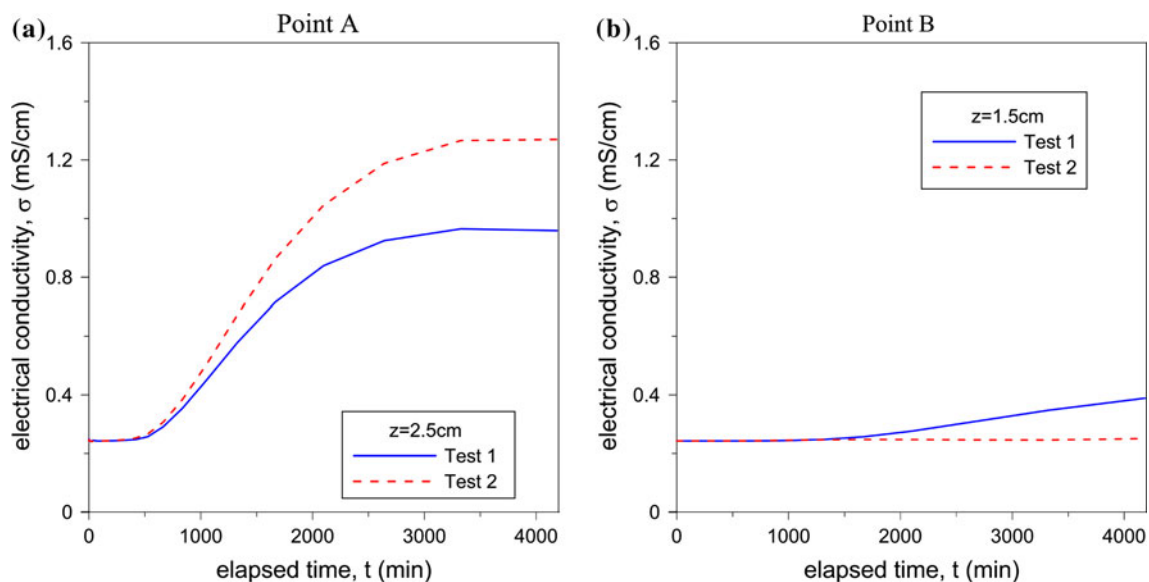 (a) Point A
electrical conductivity, σ (mS/cm)
1.6
1.2
0.8
0.4
0
z=2.5cm
Test 1
Test 2
0 1000 2000 3000 4000
elapsed time, t (min)
(b) Point B
electrical conductivity, σ (mS/cm)
1.6
1.2
0.8
0.4
0
z=1.5cm
Test 1
Test 2
0 1000 2000 3000 4000
elapsed time, t (min)